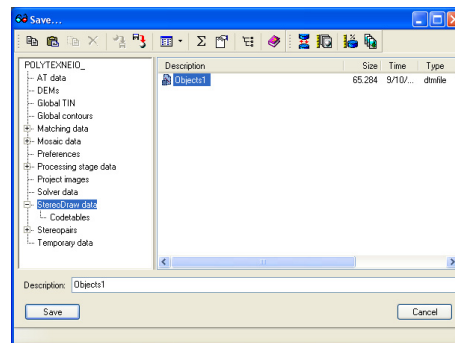 Save...
POLYTEXNEIO_
AT data
DEMs
Global TIN
Global contours
Matching data
Mosaic data
Preferences
Processing stage data
Project images
Solver data
StereoDraw data
Codetables
Stereopairs
Temporary data
Description Size Time Type
Objects1 65.284 9/10/... dtmfile
Description: Objects1
Save Cancel